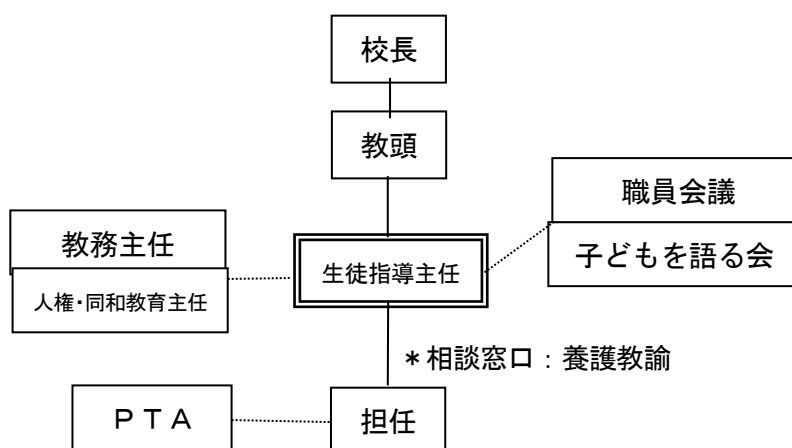 校長
教頭
職員会議
子どもを語る会
教務主任
人権・同和教育主任
生徒指導主任
＊相談窓口：養護教諭
ＰＴＡ
担任